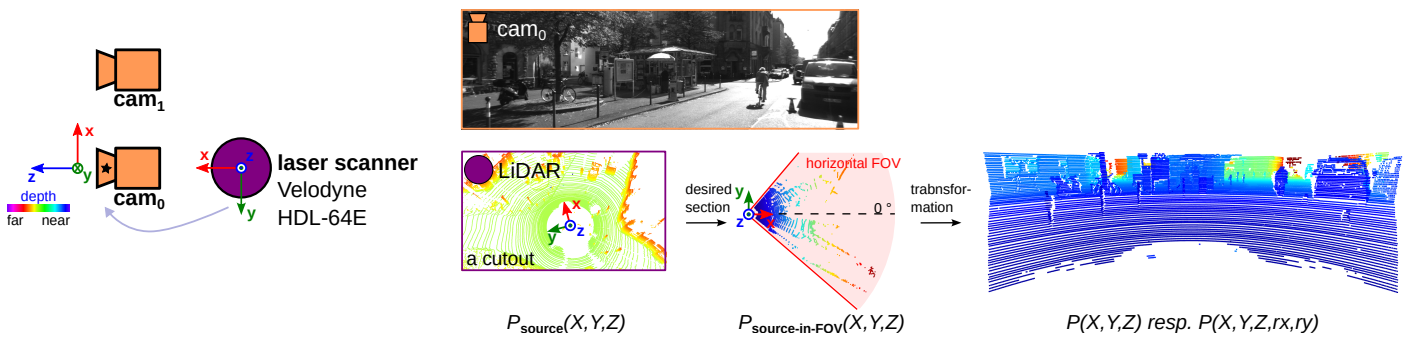 cam1
x
z
y
cam0
depth
far near
x
z
y
laser scanner
Velodyne
HDL-64E
cam0
LiDAR
x
y
z
a cutout
Psource(X,Y,Z)
desired
section
horizontal FOV
y
z
0 °
Psource-in-FOV(X,Y,Z)
trabnsfor-
mation
P(X,Y,Z) resp. P(X,Y,Z,rx,ry)